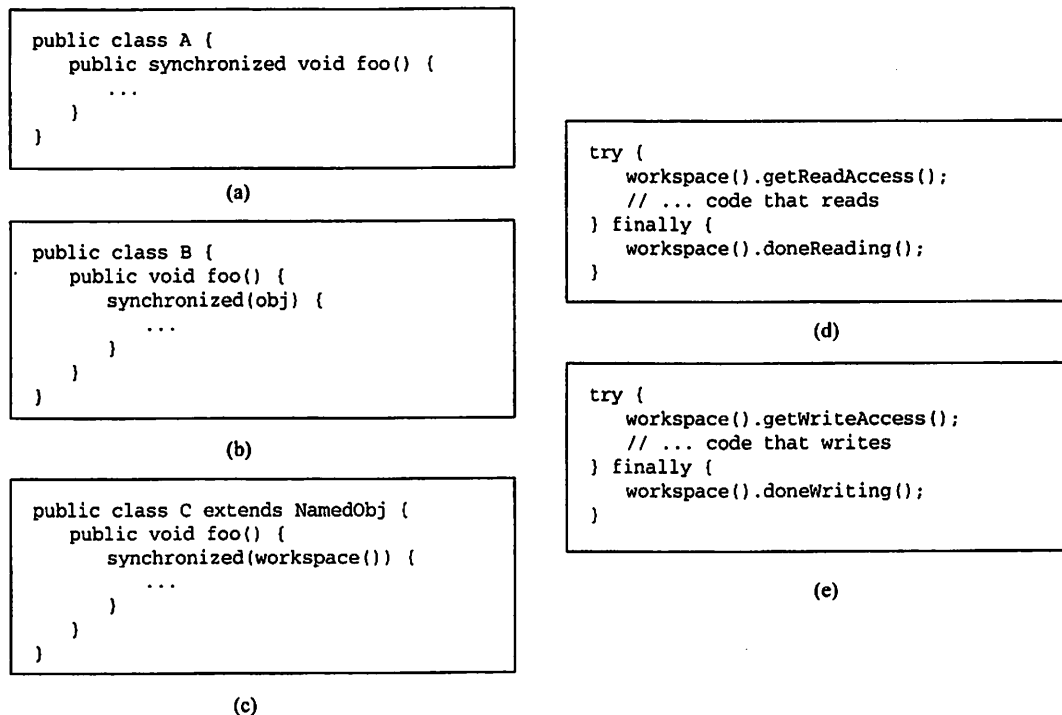 public class A {
public synchronized void foo() {
...
}
}
(a)
public class B {
public void foo() {
synchronized(obj) {
...
}
}
}
(b)
public class C extends NamedObj {
public void foo() {
synchronized(workspace()) {
...
}
}
}
(c)
try {
workspace().getReadAccess();
// ... code that reads
} finally {
workspace().doneReading();
}
(d)
try {
workspace().getWriteAccess();
// ... code that writes
} finally {
workspace().doneWriting();
}
(e)